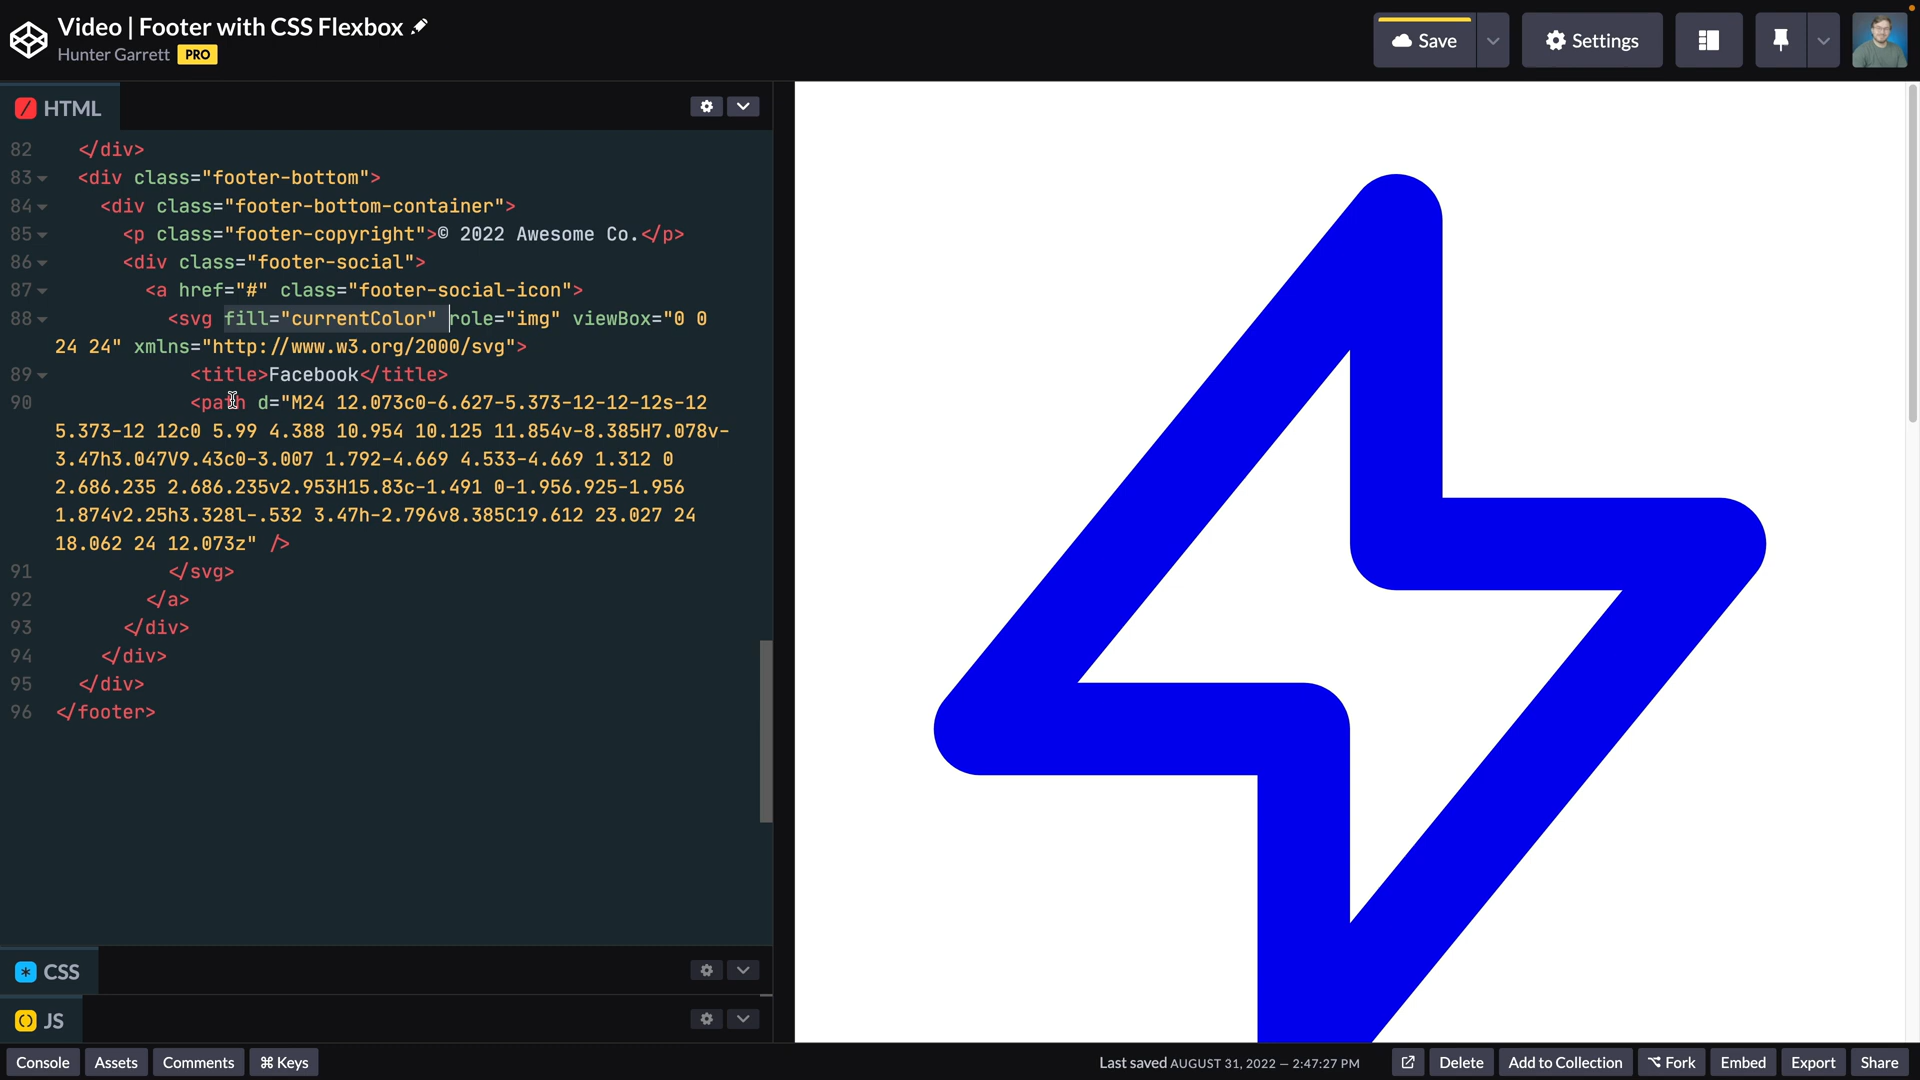 Video | Footer with CSS Flexbox
Hunter Garrett PRO
Save
Settings
HTML
82 </div>
83 <div class="footer-bottom">
84 <div class="footer-bottom-container">
85 <p class="footer-copyright">© 2022 Awesome Co.</p>
86 <div class="footer-social">
87 <a href="#" class="footer-social-icon">
88 <svg fill="currentColor" role="img" viewBox="0 0
24 24" xmlns="http://www.w3.org/2000/svg">
89 <title>Facebook</title>
90 <path d="M24 12.073c0-6.627-5.373-12-12-12s-12
5.373-12 12c0 5.99 4.388 10.954 10.125 11.854v-8.385H7.078v-
3.47h3.047V9.43c0-3.007 1.792-4.669 4.533-4.669 1.312 0
2.686.235 2.686.235v2.953H15.83c-1.491 0-1.956.925-1.956
1.874v2.25h3.328l-.532 3.47h-2.796v8.385C19.612 23.027 24
18.062 24 12.073z" />
91 </svg>
92 </a>
93 </div>
94 </div>
95 </div>
96 </footer>
CSS
JS
Console
Assets
Comments
⌘ Keys
Last saved AUGUST 31, 2022 — 2:47:27 PM
Delete
Add to Collection
Fork
Embed
Export
Share